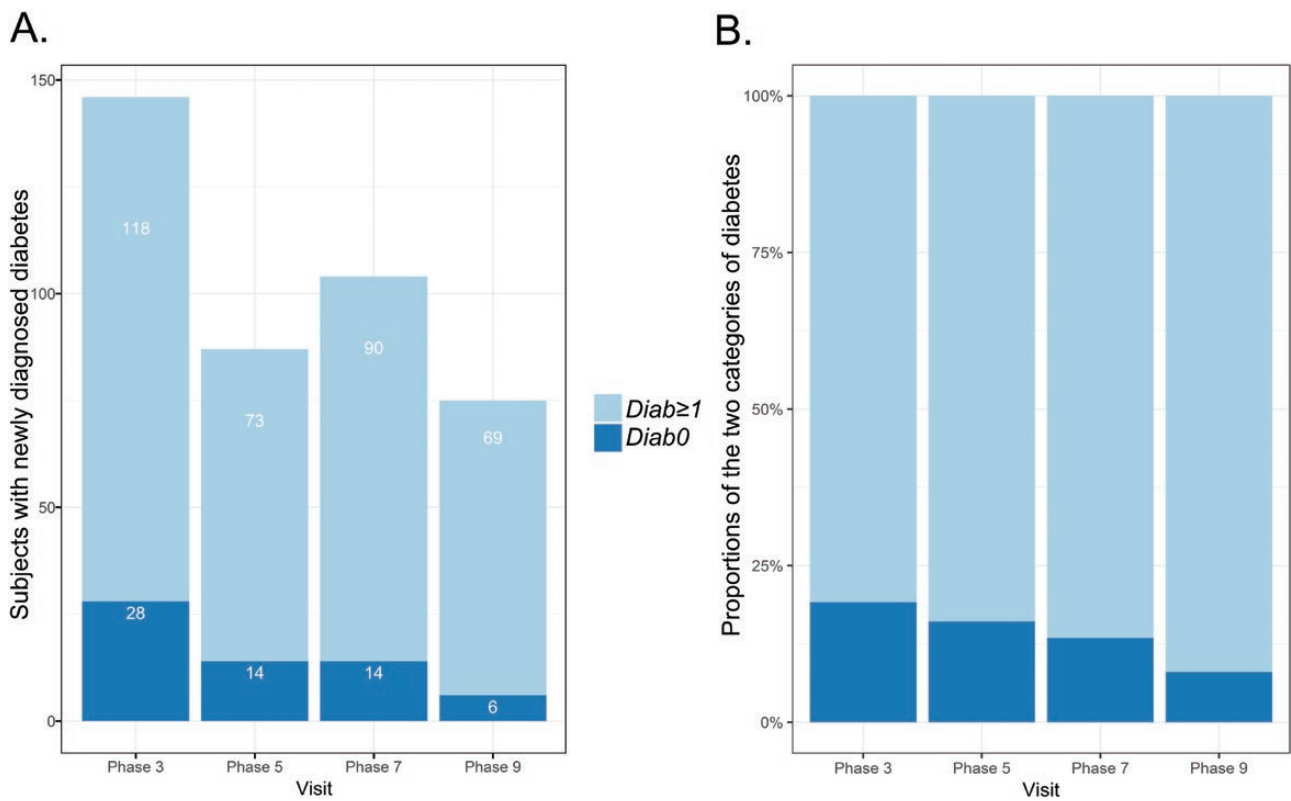 A.
Subjects with newly diagnosed diabetes
150
100
50
0
118
28
73
14
90
14
69
6
Phase 3
Phase 5
Phase 7
Phase 9
Visit
Diab≥1
Diab0
B.
Proportions of the two categories of diabetes
100%
75%
50%
25%
0%
Phase 3
Phase 5
Phase 7
Phase 9
Visit